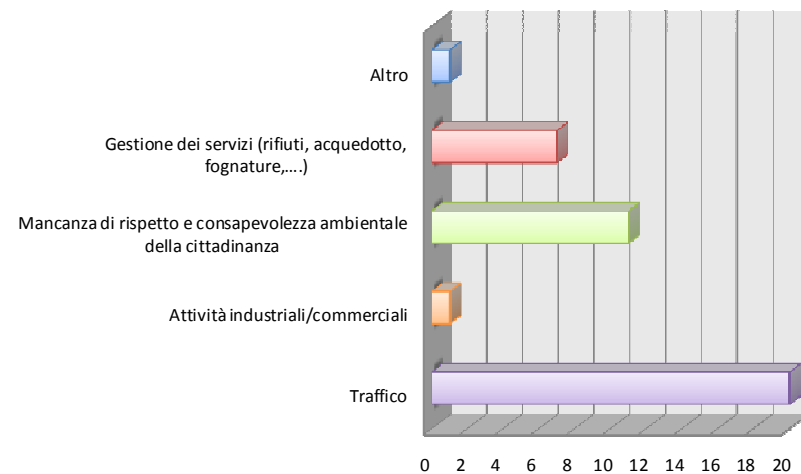 Altro
Gestione dei servizi (rifiuti, acquedotto,
fognature,....)
Mancanza di rispetto e consapevolezza ambientale
della cittadinanza
Attività industriali/commerciali
Traffico
0 2 4 6 8 10 12 14 16 18 20